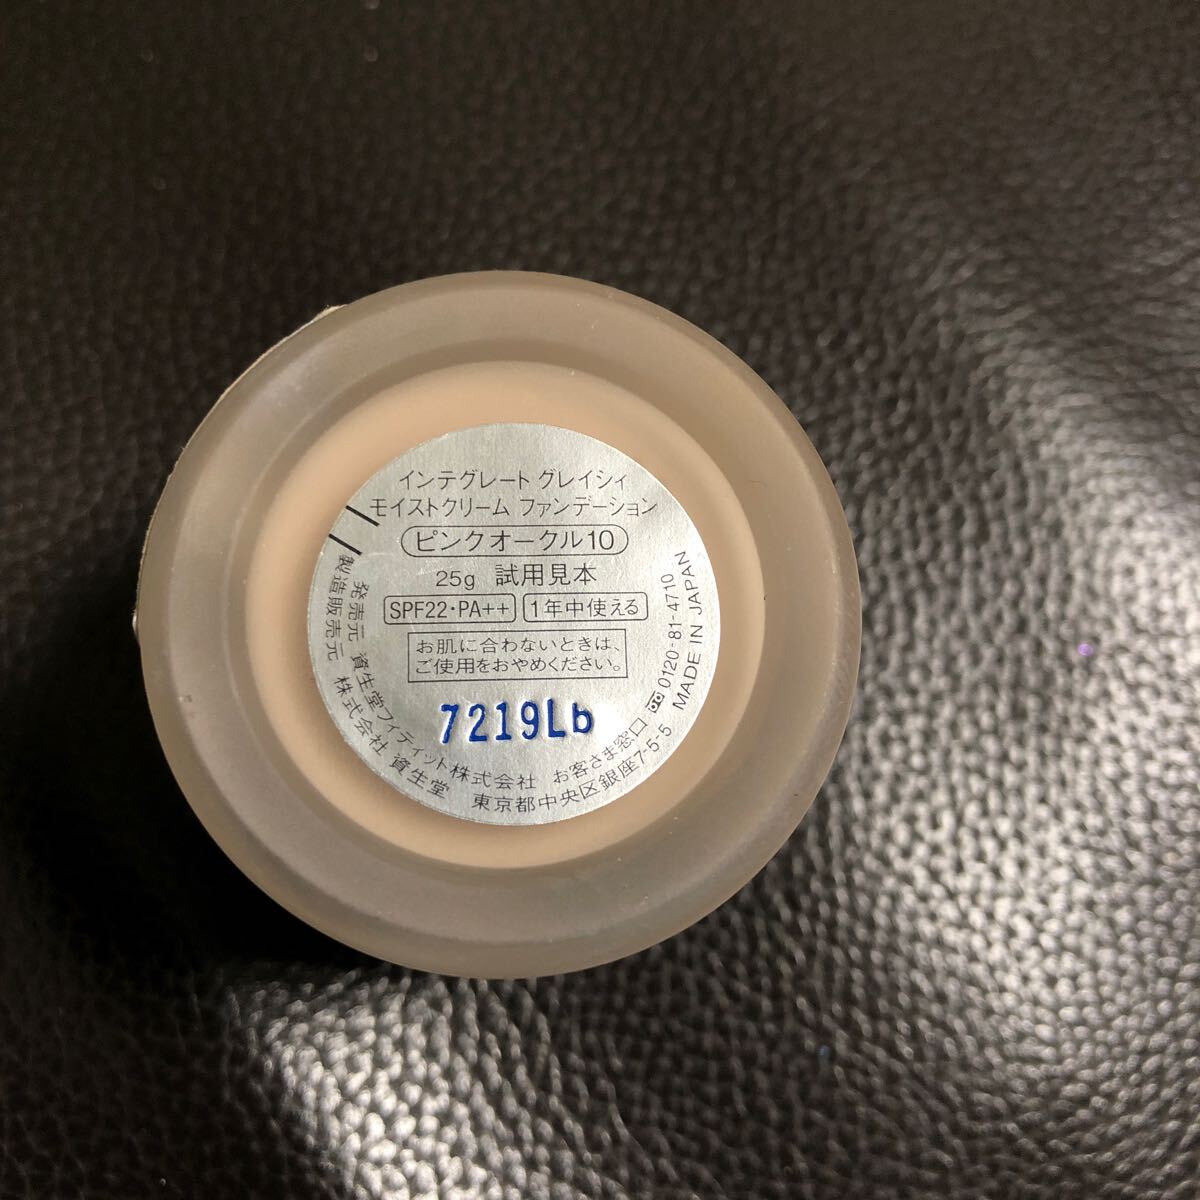 インテグレート グレイシィ
モイストクリーム ファンデーション
ピンクオークル10
25g 試用見本
SPF22・PA++ 1年中使える
お肌に合わないときは、
ご使用をおやめください。
7219Lb
発売元 資生堂フィティット株式会社 お客さま窓口 0120-81-4710
製造販売元 株式会社 資生堂 東京都中央区銀座7-5-5 MADE IN JAPAN